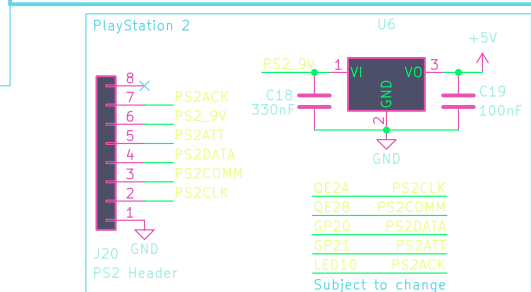 PlayStation 2
U6
+5V
PS2_9V 1 VI VO 3
GND
2
C18
330nF
C19
100nF
GND
8
7 PS2ACK
6 PS2_9V
5 PS2ATT
4 PS2DATA
3 PS2COMM
2 PS2CLK
1
GND
J20
PS2 Header
QE2A PS2CLK
QE2B PS2COMM
GP20 PS2DATA
GP21 PS2ATT
LED10 PS2ACK
Subject to change